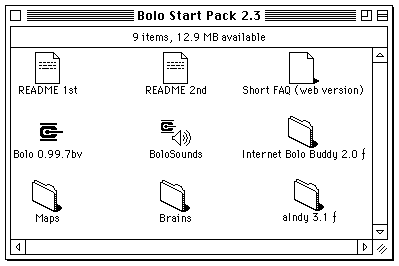 Bolo Start Pack 2.3
9 items, 12.9 MB available
README 1st
README 2nd
Short FAQ (web version)
Bolo 0.99.7bv
BoloSounds
Internet Bolo Buddy 2.0 ƒ
Maps
Brains
aIndy 3.1 ƒ